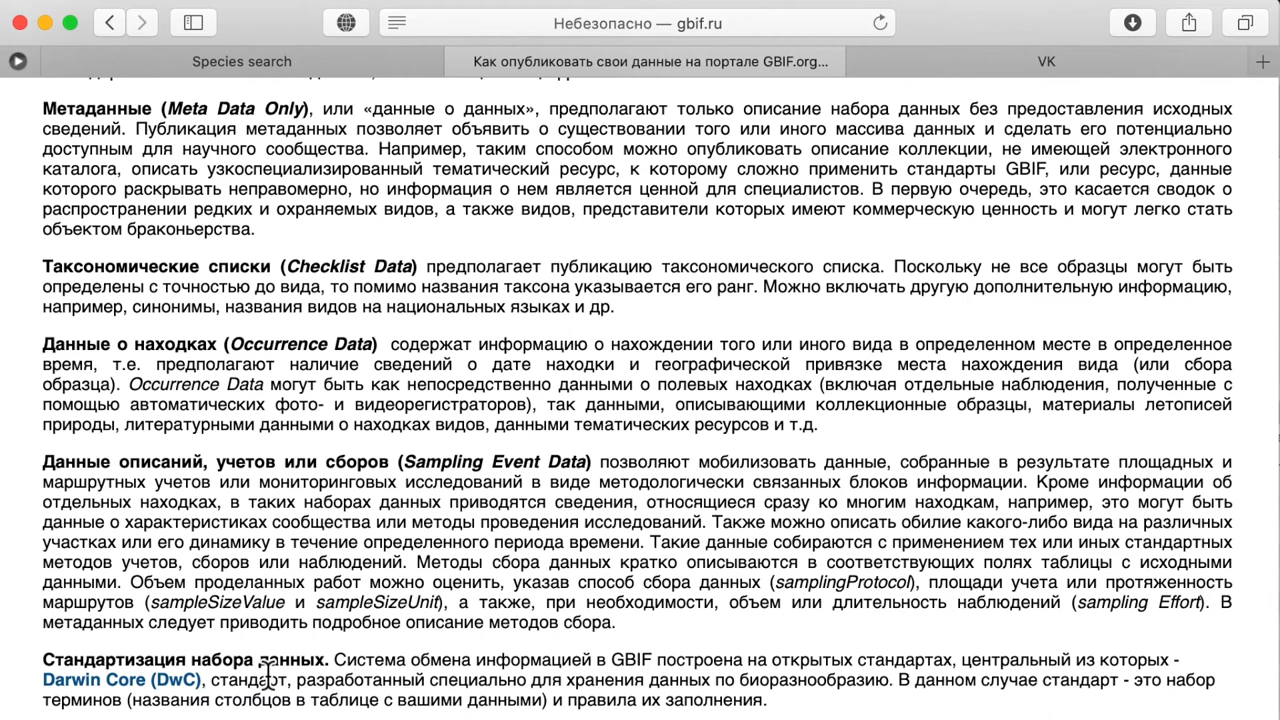 Небезопасно — gbif.ru
Species search
Как опубликовать свои данные на портале GBIF.org...
VK
Метаданные (Meta Data Only), или «данные о данных», предполагают только описание набора данных без предоставления исходных
сведений. Публикация метаданных позволяет объявить о существовании того или иного массива данных и сделать его потенциально
доступным для научного сообщества. Например, таким способом можно опубликовать описание коллекции, не имеющей электронного
каталога, описать узкоспециализированный тематический ресурс, к которому сложно применить стандарты GBIF, или ресурс, данные
которого раскрывать неправомерно, но информация о нем является ценной для специалистов. В первую очередь, это касается сводок о
распространении редких и охраняемых видов, а также видов, представители которых имеют коммерческую ценность и могут легко стать
объектом браконьерства.
Таксономические списки (Checklist Data) предполагает публикацию таксономического списка. Поскольку не все образцы могут быть
определены с точностью до вида, то помимо названия таксона указывается его ранг. Можно включать другую дополнительную информацию,
например, синонимы, названия видов на национальных языках и др.
Данные о находках (Occurrence Data) содержат информацию о нахождении того или иного вида в определенном месте в определенное
время, т.е. предполагают наличие сведений о дате находки и географической привязке места нахождения вида (или сбора
образца). Occurrence Data могут быть как непосредственно данными о полевых находках (включая отдельные наблюдения, полученные с
помощью автоматических фото- и видеорегистраторов), так данными, описывающими коллекционные образцы, материалы летописей
природы, литературными данными о находках видов, данными тематических ресурсов и т.д.
Данные описаний, учетов или сборов (Sampling Event Data) позволяют мобилизовать данные, собранные в результате площадных и
маршрутных учетов или мониторинговых исследований в виде методологически связанных блоков информации. Кроме информации об
отдельных находках, в таких наборах данных приводятся сведения, относящиеся сразу ко многим находкам, например, это могут быть
данные о характеристиках сообщества или методы проведения исследований. Также можно описать обилие какого-либо вида на различных
участках или его динамику в течение определенного периода времени. Такие данные собираются с применением тех или иных стандартных
методов учетов, сборов или наблюдений. Методы сбора данных кратко описываются в соответствующих полях таблицы с исходными
данными. Объем проделанных работ можно оценить, указав способ сбора данных (samplingProtocol), площади учета или протяженность
маршрутов (sampleSizeValue и sampleSizeUnit), а также, при необходимости, объем или длительность наблюдений (sampling Effort). В
метаданных следует приводить подробное описание методов сбора.
Стандартизация набора данных. Система обмена информацией в GBIF построена на открытых стандартах, центральный из которых -
Darwin Core (DwC), стандарт, разработанный специально для хранения данных по биоразнообразию. В данном случае стандарт - это набор
терминов (названия столбцов в таблице с вашими данными) и правила их заполнения.